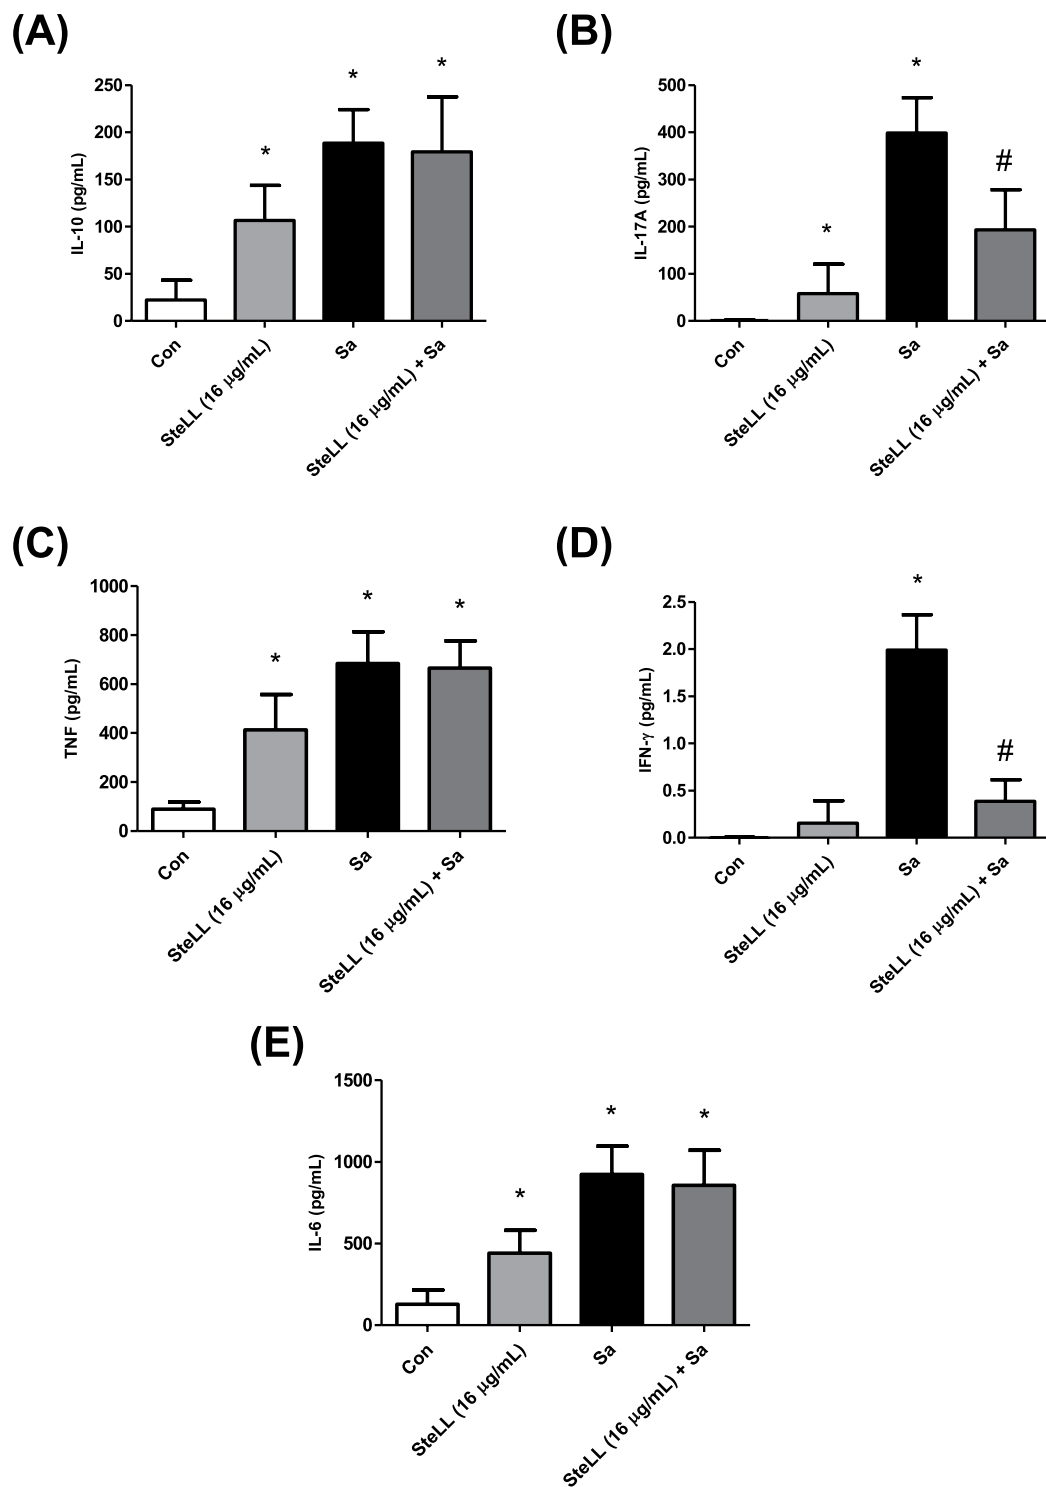 (A)
IL-10 (pg/mL)
250
200
150
100
50
0
*
*
*
Con
SteLL (16 μg/mL)
Sa
SteLL (16 μg/mL) + Sa
(B)
IL-17A (pg/mL)
500
400
300
200
100
0
*
*
#
Con
SteLL (16 μg/mL)
Sa
SteLL (16 μg/mL) + Sa
(C)
TNF (pg/mL)
1000
800
600
400
200
0
*
*
*
Con
SteLL (16 μg/mL)
Sa
SteLL (16 μg/mL) + Sa
(D)
IFN-γ (pg/mL)
2.5
2.0
1.5
1.0
0.5
0.0
*
#
Con
SteLL (16 μg/mL)
Sa
SteLL (16 μg/mL) + Sa
(E)
IL-6 (pg/mL)
1500
1000
500
0
*
*
*
Con
SteLL (16 μg/mL)
Sa
SteLL (16 μg/mL) + Sa